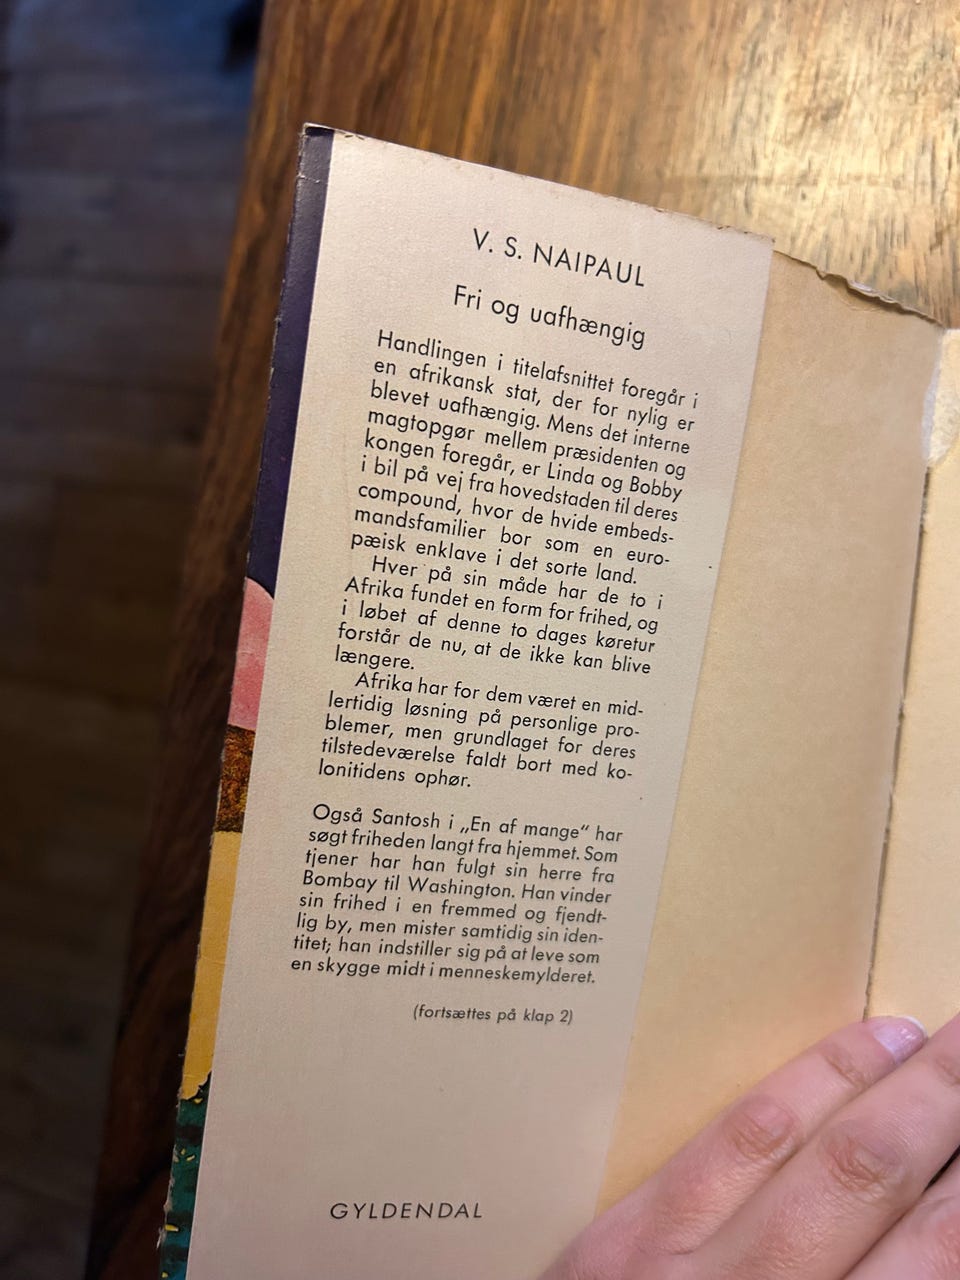 V. S. NAIPAUL
Fri og uafhængig
Handlingen i titelafsnittet foregår i
en afrikansk stat, der for nylig er
blevet uafhængig. Mens det interne
magtopgør mellem præsidenten og
kongen foregår, er Linda og Bobby
i bil på vej fra hovedstaden til deres
compound, hvor de hvide embeds-
mandsfamilier bor som en euro-
pæisk enklave i det sorte land.
Hver på sin måde har de to i
Afrika fundet en form for frihed, og
i løbet af denne to dages køretur
forstår de nu, at de ikke kan blive
længere.
Afrika har for dem været en mid-
lertidig løsning på personlige pro-
blemer, men grundlaget for deres
tilstedeværelse faldt bort med ko-
lonitidens ophør.
Også Santosh i „En af mange“ har
søgt friheden langt fra hjemmet. Som
tjener har han fulgt sin herre fra
Bombay til Washington. Han vinder
sin frihed i en fremmed og fjendt-
lig by, men mister samtidig sin iden-
titet; han indstiller sig på at leve som
en skygge midt i menneskemylderet.
(fortsættes på klap 2)
GYLDENDAL